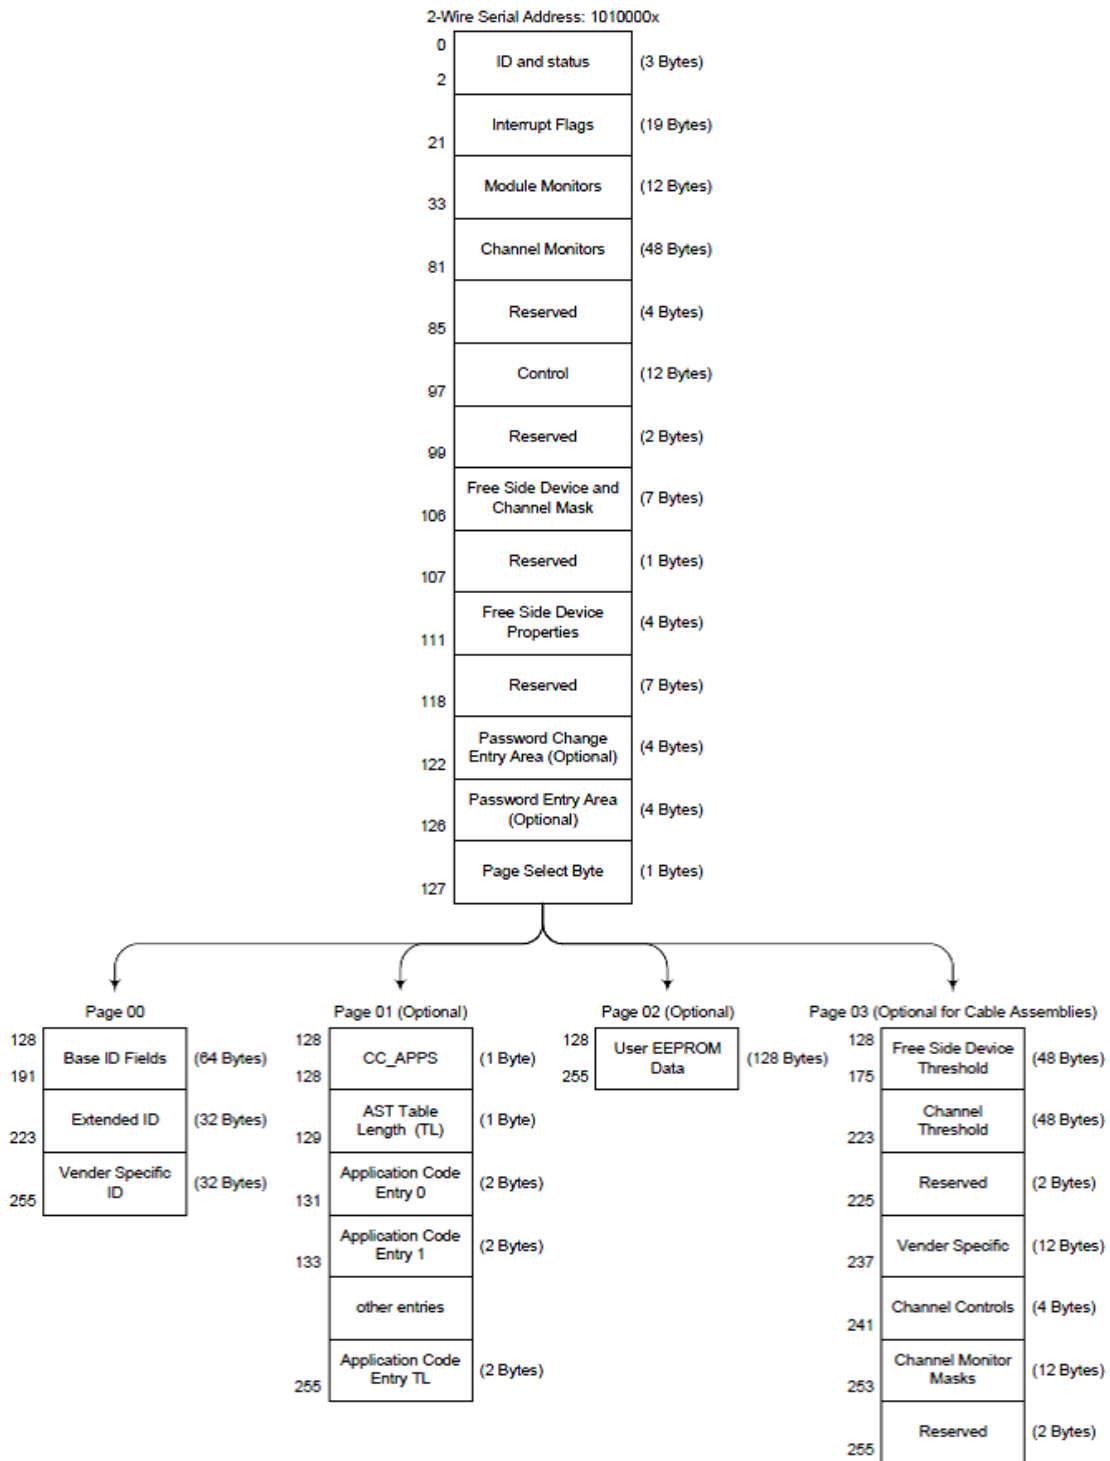 2-Wire Serial Address: 1010000x
0
ID and status
(3 Bytes)
2
Interrupt Flags
(19 Bytes)
21
Module Monitors
(12 Bytes)
33
Channel Monitors
(48 Bytes)
81
Reserved
(4 Bytes)
85
Control
(12 Bytes)
97
Reserved
(2 Bytes)
99
Free Side Device and
Channel Mask
(7 Bytes)
106
Reserved
(1 Bytes)
107
Free Side Device
Properties
(4 Bytes)
111
Reserved
(7 Bytes)
118
Password Change
Entry Area (Optional)
(4 Bytes)
122
Password Entry Area
(Optional)
(4 Bytes)
126
Page Select Byte
(1 Bytes)
127
Page 00
128
Base ID Fields
(64 Bytes)
191
Extended ID
(32 Bytes)
223
Vender Specific
ID
(32 Bytes)
255
Page 01 (Optional)
128
CC_APPS
(1 Byte)
128
AST Table
Length (TL)
(1 Byte)
129
Application Code
Entry 0
(2 Bytes)
131
Application Code
Entry 1
(2 Bytes)
133
other entries
Application Code
Entry TL
(2 Bytes)
255
Page 02 (Optional)
128
User EEPROM
Data
(128 Bytes)
255
Page 03 (Optional for Cable Assemblies)
128
Free Side Device
Threshold
(48 Bytes)
175
Channel
Threshold
(48 Bytes)
223
Reserved
(2 Bytes)
225
Vender Specific
(12 Bytes)
237
Channel Controls
(4 Bytes)
241
Channel Monitor
Masks
(12 Bytes)
253
Reserved
(2 Bytes)
255